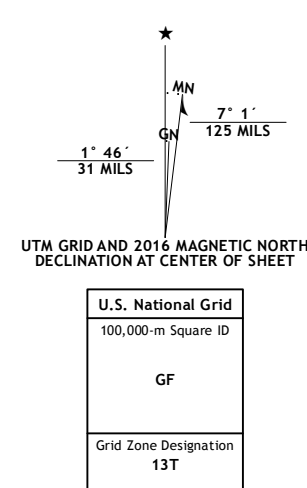 MN
GN
7° 1´
125 MILS
1° 46´
31 MILS
UTM GRID AND 2016 MAGNETIC NORTH
DECLINATION AT CENTER OF SHEET
U.S. National Grid
100,000-m Square ID
GF
Grid Zone Designation
13T